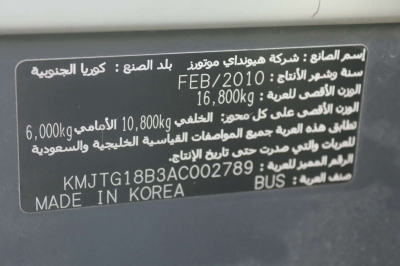 إسم الصانع : شركة هيونداي موتورز بلد الصنع : كوريا الجنوبية
سنة وشهر الأنتاج : FEB/2010
الوزن الأقصى للعربة : 16,800kg
الوزن الأقصى على كل محور: الخلفي 10,800kg الأمامي 6,000kg
تطابق هذه العربة جميع المواصفات القياسية الخليجية والسعودية
للعربات والتي صدرت حتى تاريخ الإنتاج.
الرقم المميز للعربة : KMJTG18B3AC002789
صنف العربة : BUS
MADE IN KOREA